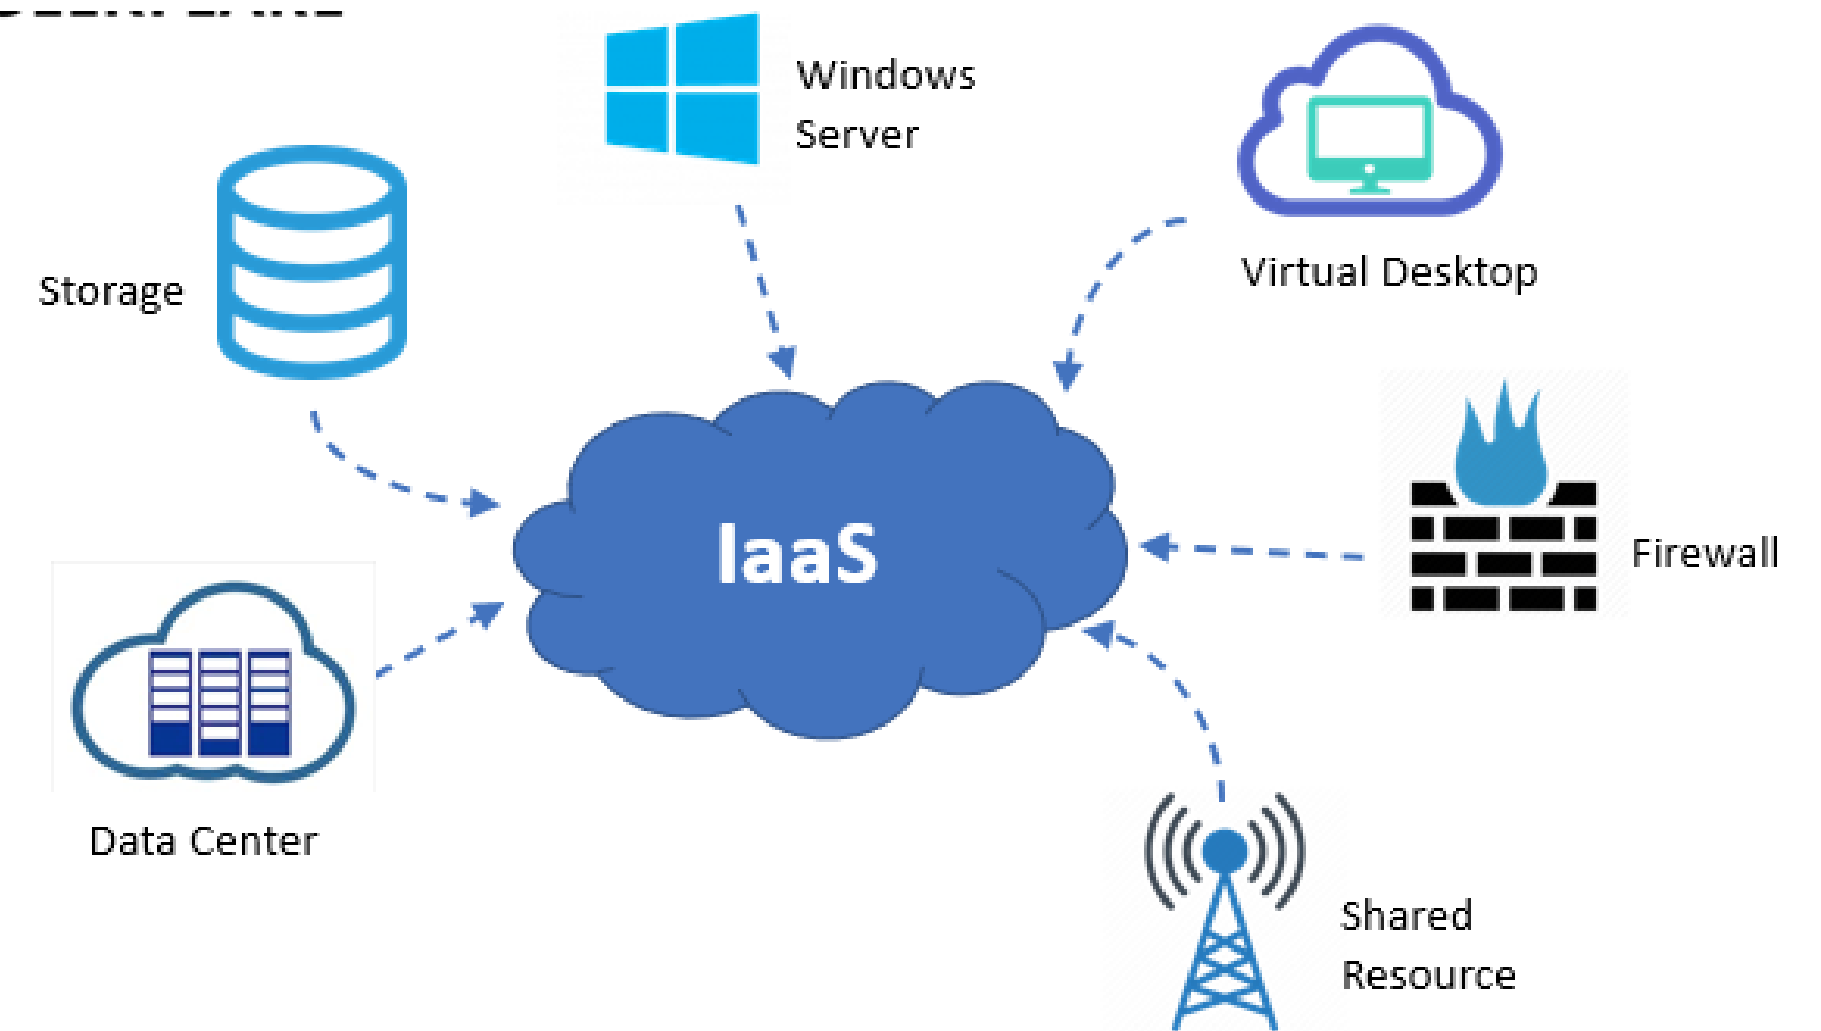 Windows
Server
Virtual Desktop
Storage
IaaS
Firewall
Data Center
Shared
Resource